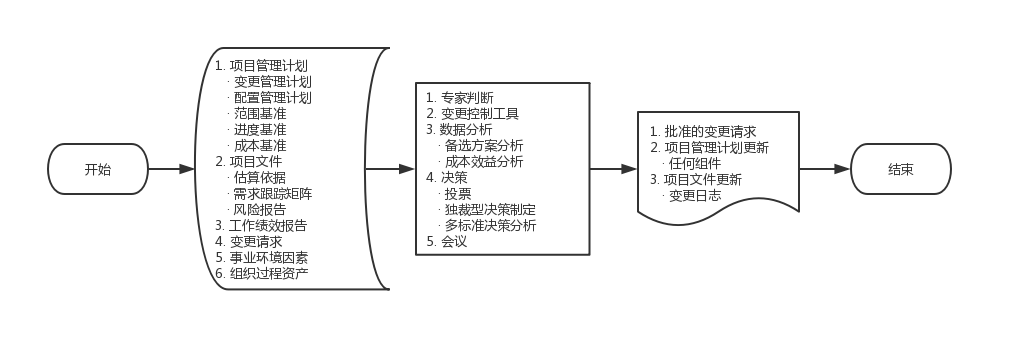 开始
1. 项目管理计划
· 变更管理计划
· 配置管理计划
· 范围基准
· 进度基准
· 成本基准
2. 项目文件
· 估算依据
· 需求跟踪矩阵
· 风险报告
3. 工作绩效报告
4. 变更请求
5. 事业环境因素
6. 组织过程资产
1. 专家判断
2. 变更控制工具
3. 数据分析
· 备选方案分析
· 成本效益分析
4. 决策
· 投票
· 独裁型决策制定
· 多标准决策分析
5. 会议
1. 批准的变更请求
2. 项目管理计划更新
· 任何组件
3. 项目文件更新
· 变更日志
结束